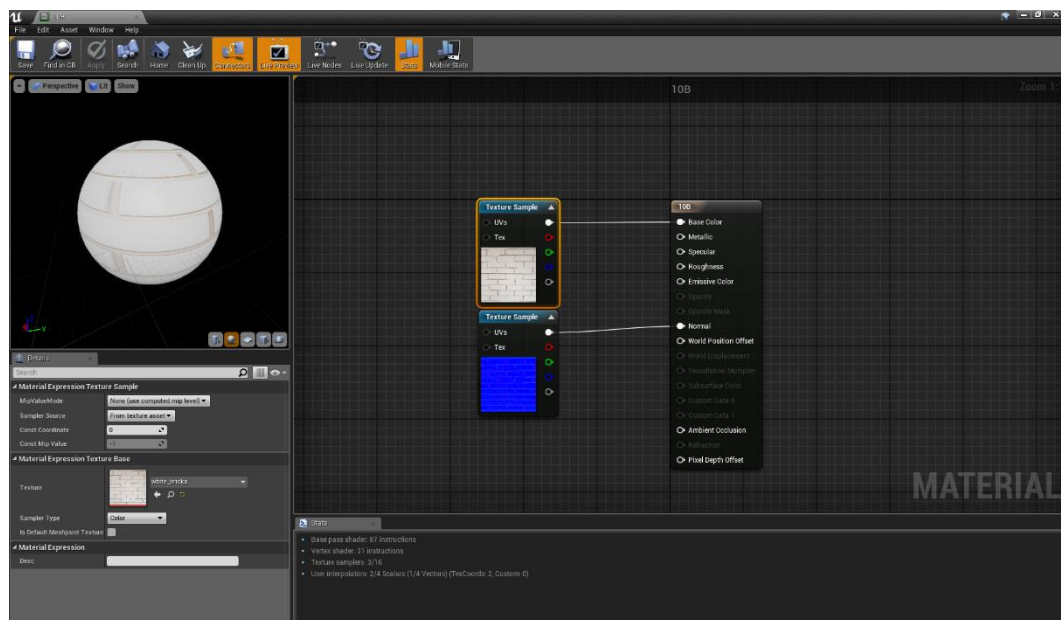 10B
File Edit Asset Window Help
Save Find in CB Apply Search Home Clean Up Connectors Live Preview Live Nodes Live Update Stats Mobile Stats
Perspective Lit Show
10B
Zoom 1:
Texture Sample
UVs
Tex
Texture Sample
UVs
Tex
10B
Base Color
Metallic
Specular
Roughness
Emissive Color
Opacity
Opacity Mask
Normal
World Position Offset
World Displacement
Tessellation Multiplier
Subsurface Color
Custom Data 0
Custom Data 1
Ambient Occlusion
Refraction
Pixel Depth Offset
MATERIAL
Details
Search
Material Expression Texture Sample
MipValueMode None (use computed mip level)
Sampler Source From texture asset
Const Coordinate 0
Const Mip Value -1
Material Expression Texture Base
Texture white_bricks
Sampler Type Color
Is Default Meshpaint Texture
Material Expression
Desc
Stats
Base pass shader: 87 instructions
Vertex shader: 31 instructions
Texture samplers: 3/16
User interpolators: 2/4 Scalars (1/4 Vectors) (TexCoords: 2, Custom: 0)